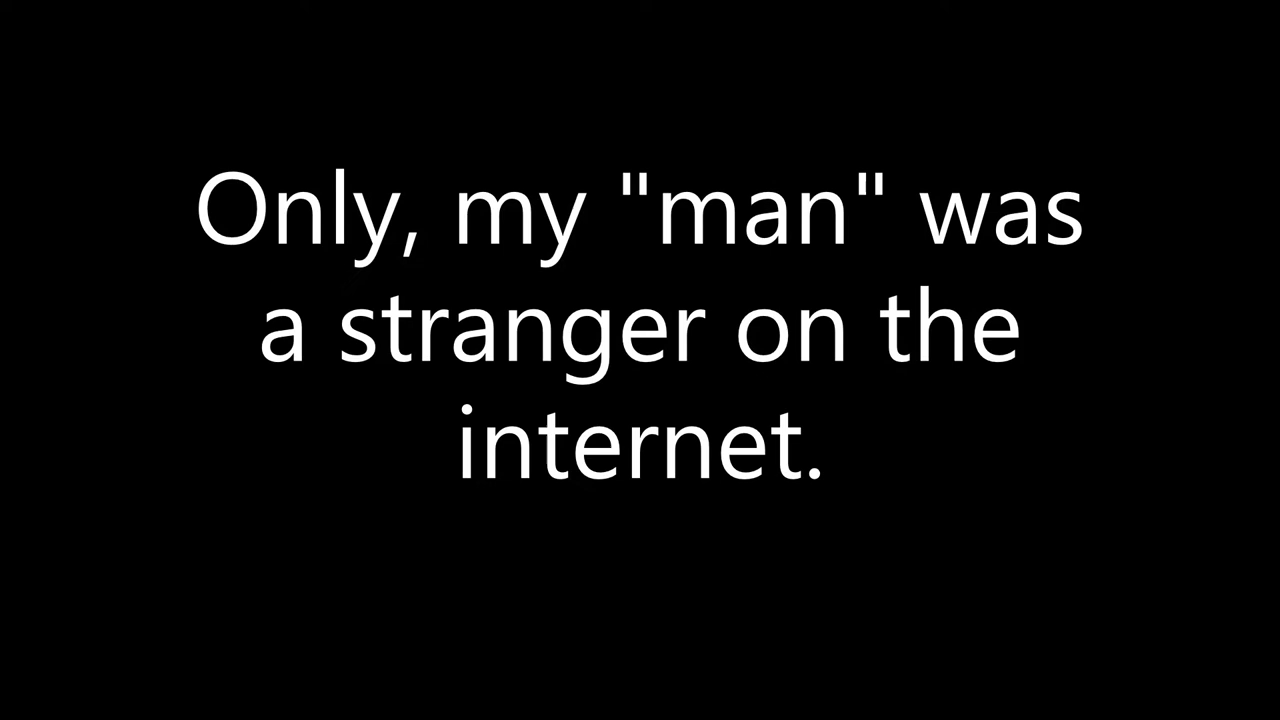 Only, my "man" was
a stranger on the
internet.